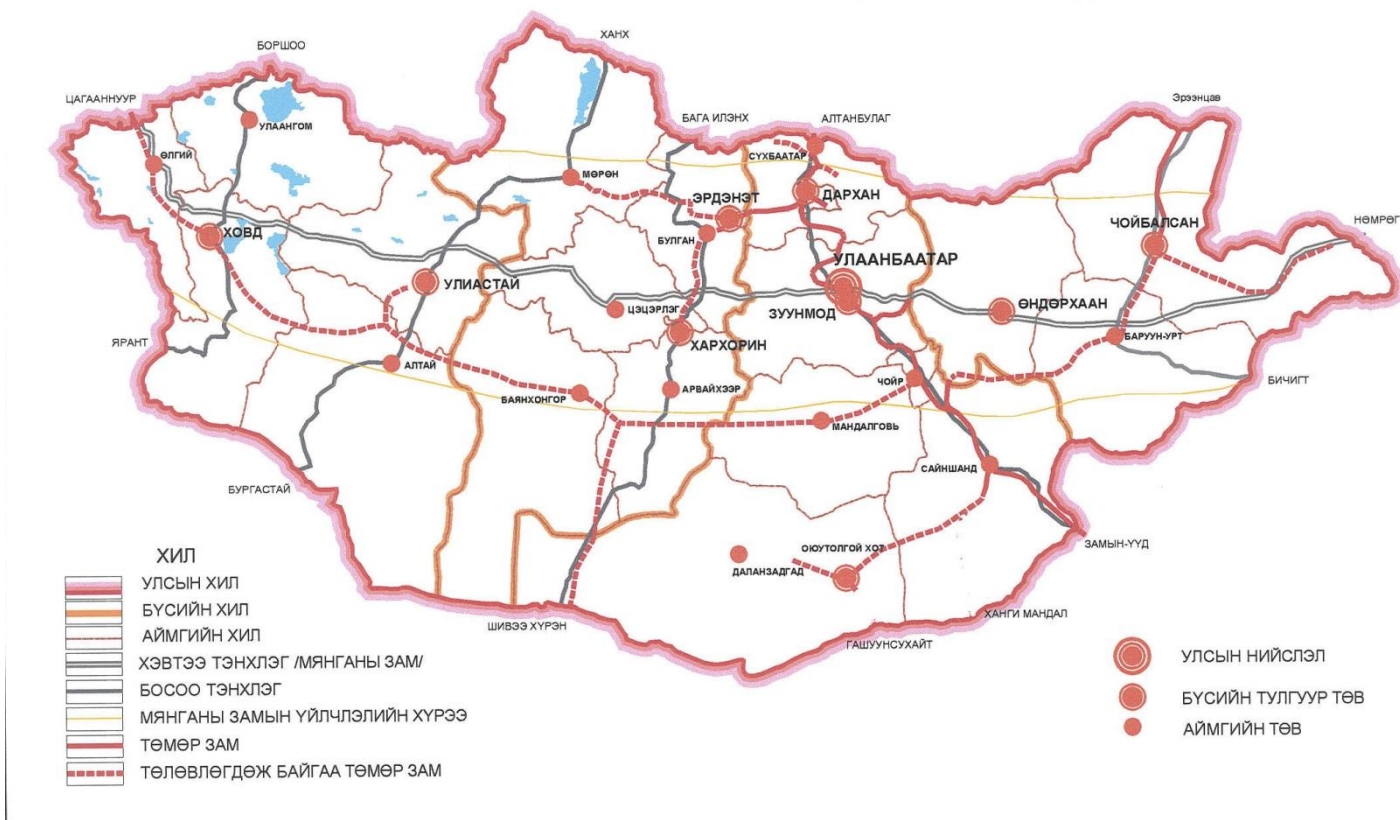 ХАНХ
БОРШОО
ЦАГААННУУР
БАГА ИЛЭНХ
АЛТАНБУЛАГ
Эрээнцав
УЛААНГОМ
СҮХБААТАР
ӨЛГИЙ
МӨРӨН
ЭРДЭНЭТ
ДАРХАН
НӨМРӨГ
ЧОЙБАЛСАН
ХОВД
БУЛГАН
УЛААНБААТАР
УЛИАСТАЙ
ЦЭЦЭРЛЭГ
ЗУУНМОД
ӨНДӨРХААН
ЯРАНТ
ХАРХОРИН
БАРУУН-УРТ
АЛТАЙ
БАЯНХОНГОР
АРВАЙХЭЭР
ЧОЙР
БИЧИГТ
МАНДАЛГОВЬ
САЙНШАНД
БУРГАСТАЙ
ЗАМЫН-ҮҮД
ОЮУТОЛГОЙ ХОТ
ДАЛАНЗАДГАД
ШИВЭЭ ХҮРЭН
ХАНГИ МАНДАЛ
ГАШУУНСУХАЙТ
ХИЛ
УЛСЫН ХИЛ
БҮСИЙН ХИЛ
АЙМГИЙН ХИЛ
ХЭВТЭЭ ТЭНХЛЭГ /МЯНГАНЫ ЗАМ/
БОСОО ТЭНХЛЭГ
МЯНГАНЫ ЗАМЫН ҮЙЛЧЛЭЛИЙН ХҮРЭЭ
ТӨМӨР ЗАМ
ТӨЛӨВЛӨГДӨЖ БАЙГАА ТӨМӨР ЗАМ
УЛСЫН НИЙСЛЭЛ
БҮСИЙН ТУЛГУУР ТӨВ
АЙМГИЙН ТӨВ